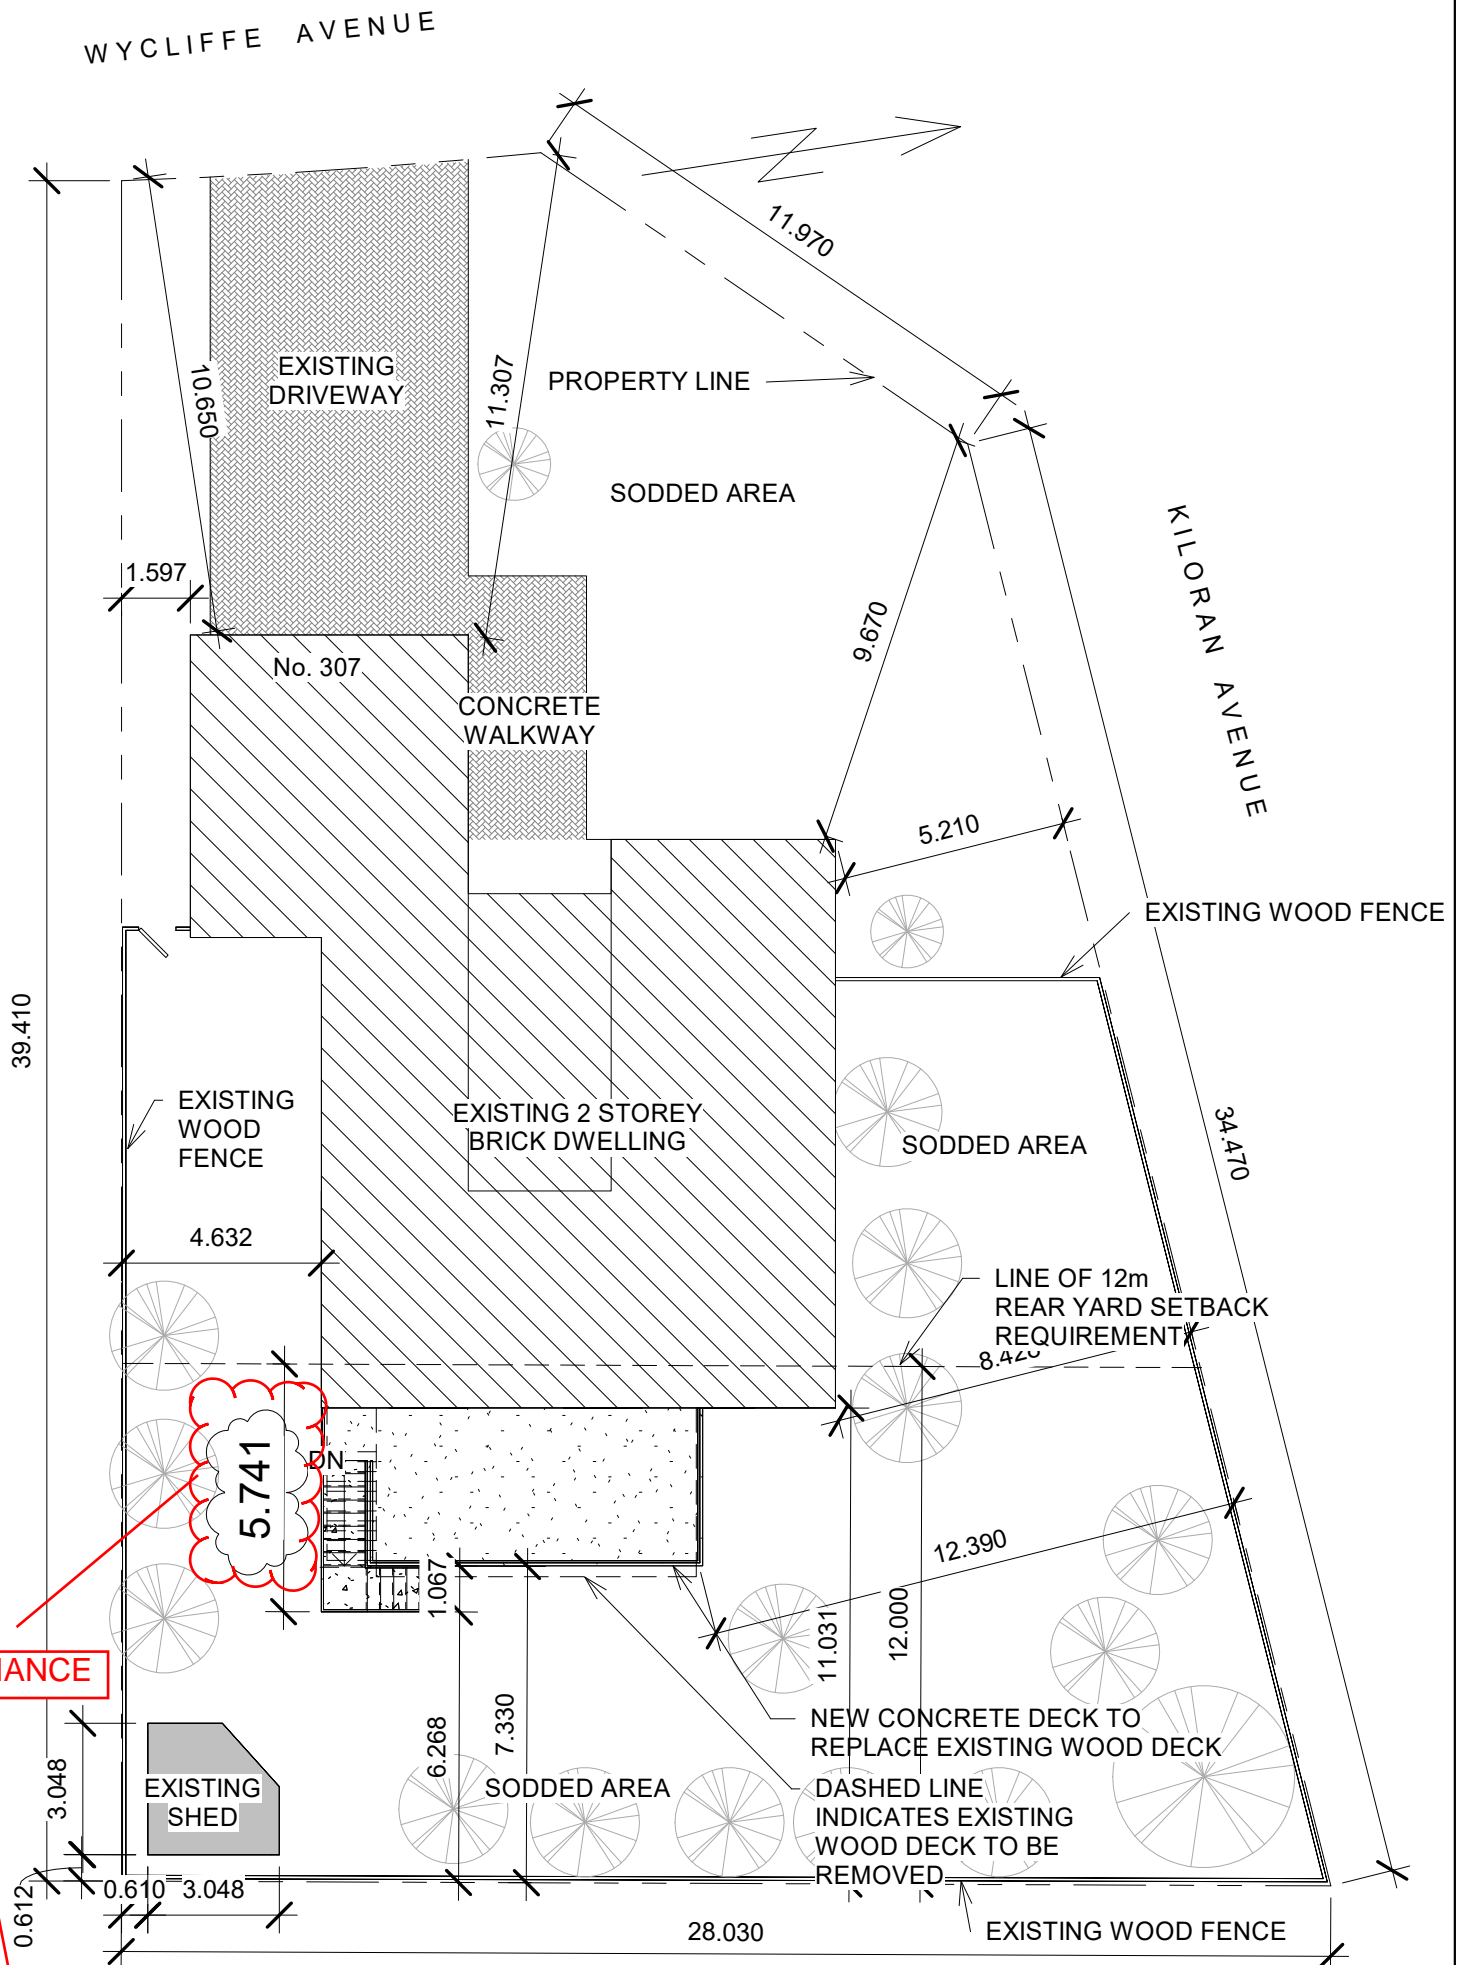 WYCLIFFE AVENUE
11.970
10.650
EXISTING
DRIVEWAY
11.307
PROPERTY LINE
SODDED AREA
KILORAN AVENUE
1.597
9.670
No. 307
CONCRETE
WALKWAY
5.210
EXISTING WOOD FENCE
39.410
EXISTING
WOOD
FENCE
EXISTING 2 STOREY
BRICK DWELLING
SODDED AREA
34.470
4.632
LINE OF 12m
REAR YARD SETBACK
REQUIREMENT
8.428
5.741
DN
12.390
1.067
11.031
12.000
IANCE
NEW CONCRETE DECK TO
REPLACE EXISTING WOOD DECK
6.268
7.330
3.048
EXISTING
SHED
SODDED AREA
DASHED LINE
INDICATES EXISTING
WOOD DECK TO BE
REMOVED
0.612
0.610
3.048
28.030
EXISTING WOOD FENCE